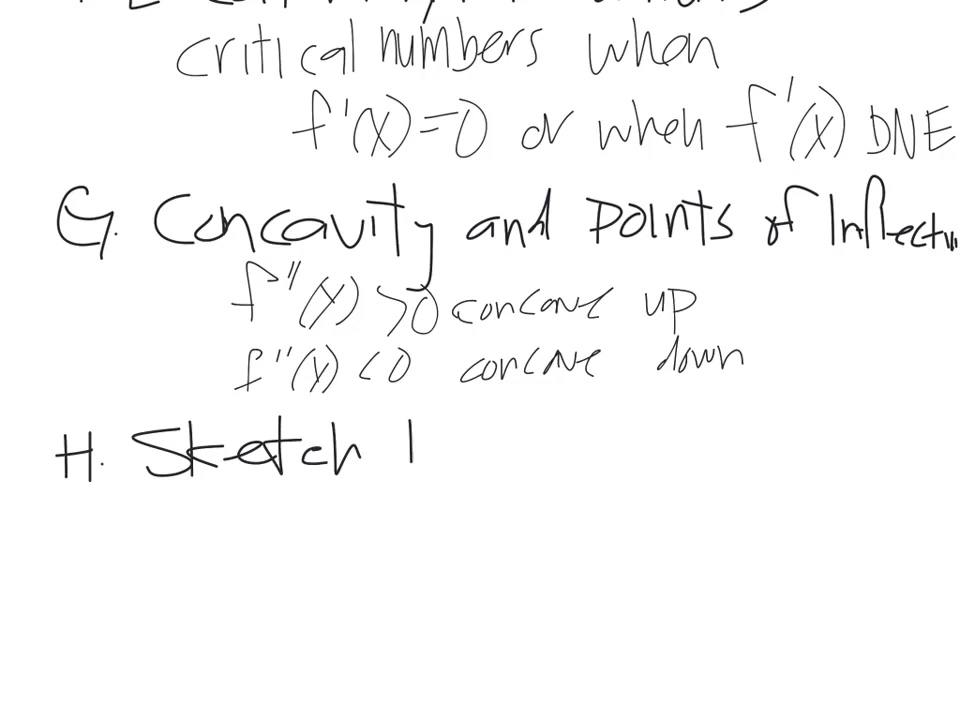 critical numbers when
f'(x)=0 or when f'(x) DNE
G. Concavity and Points of Inflecti
f''(x) >0 concave up
f''(x) <0 concave down
H. Sketch